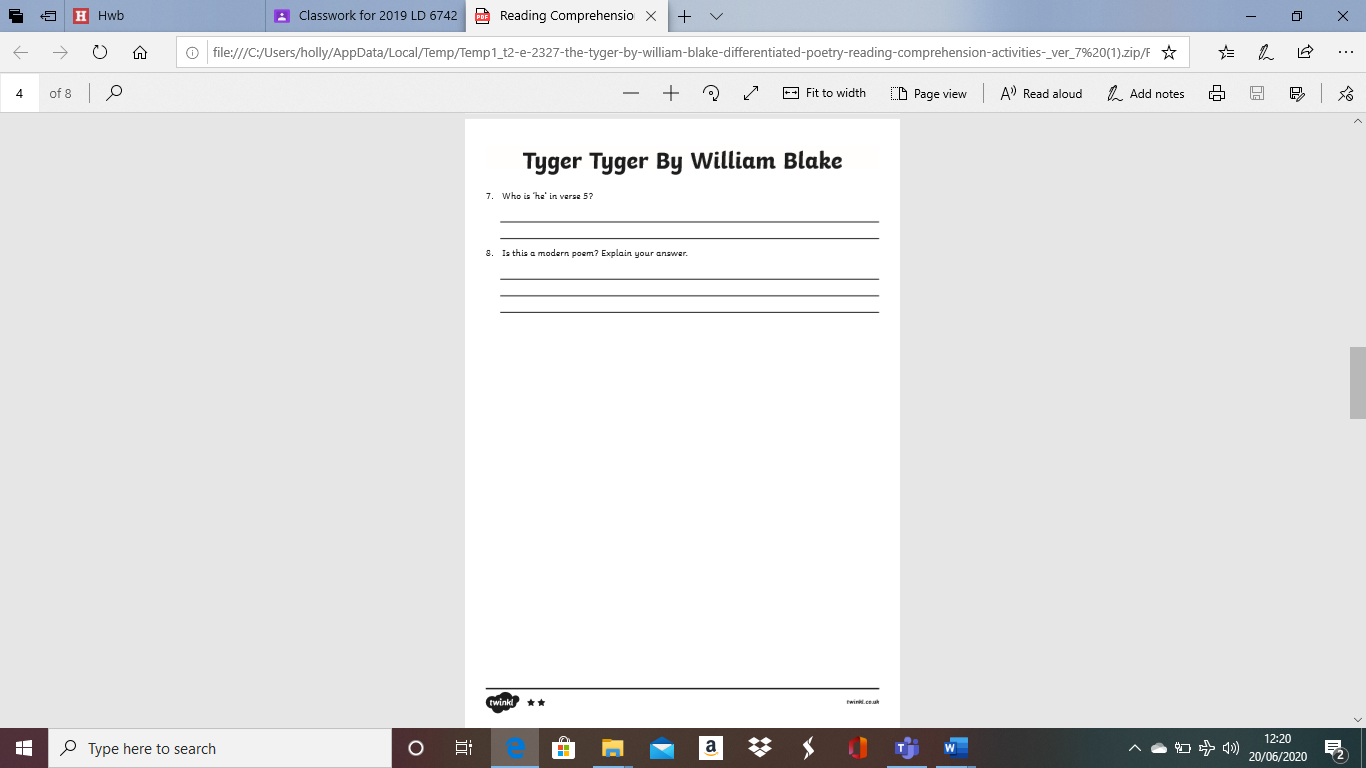 Hwb
Classwork for 2019 LD 6742
Reading Comprehensio
file:///C:/Users/holly/AppData/Local/Temp/Temp1_t2-e-2327-the-tyger-by-william-blake-differentiated-poetry-reading-comprehension-activities-_ver_7%20(1).zip/F
4 of 8
Fit to width
Page view
Read aloud
Add notes
Tyger Tyger By William Blake
7. Who is 'he' in verse 5?
8. Is this a modern poem? Explain your answer.
twinkl
twinkl.co.uk
Type here to search
12:20
20/06/2020
2